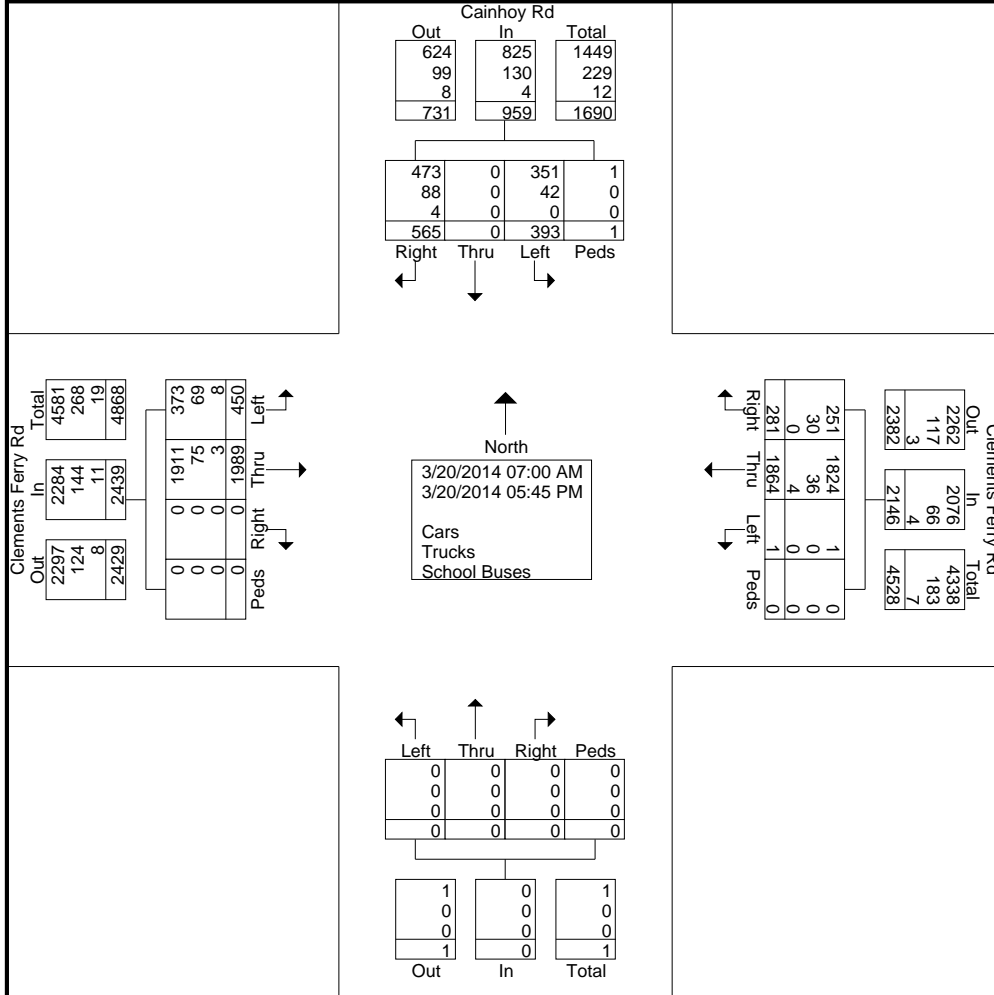 Cainhoy Rd
Out In Total
624 825 1449
99 130 229
8 4 12
731 959 1690
473 0 351 1
88 0 42 0
4 0 0 0
565 0 393 1
Right Thru Left Peds
Clements Ferry Rd
Total In Out
4581 2284 2297
268 144 124
19 11 8
4868 2439 2429
Left Thru Right Peds
373 1911 0 0
69 75 0 0
8 3 0 0
450 1989 0 0
North
3/20/2014 07:00 AM
3/20/2014 05:45 PM
Cars
Trucks
School Buses
Right Thru Left Peds
251 1824 1 0
30 36 0 0
0 4 0 0
281 1864 1 0
Clements Ferry Rd
Out In Total
2262 2076 4338
117 66 183
3 4 7
2382 2146 4528
Left Thru Right Peds
0 0 0 0
0 0 0 0
0 0 0 0
0 0 0 0
1 0 1
0 0 0
0 0 0
1 0 1
Out In Total